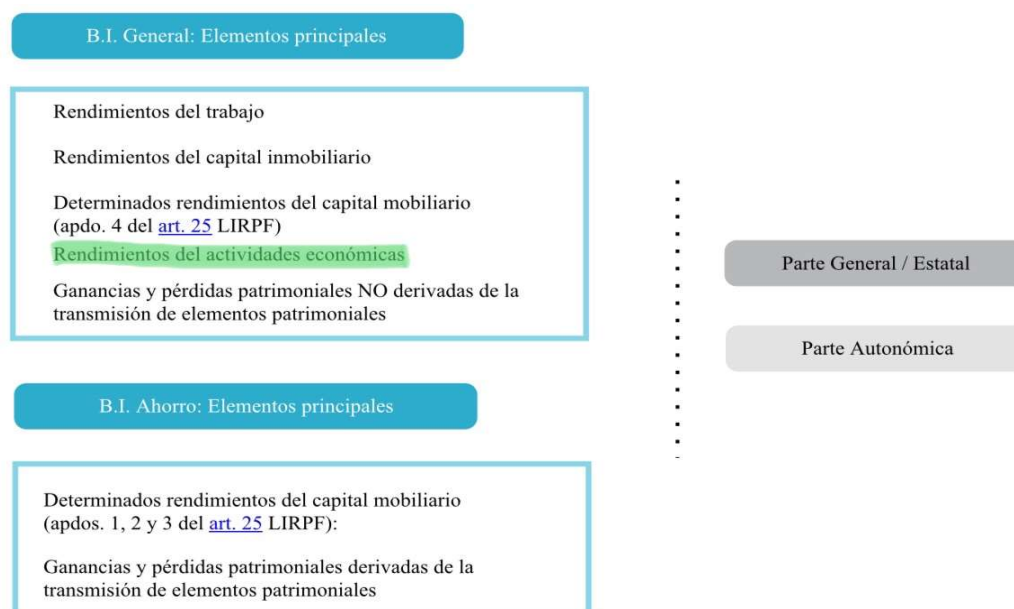 B.I. General: Elementos principales
Rendimientos del trabajo
Rendimientos del capital inmobiliario
Determinados rendimientos del capital mobiliario
(apdo. 4 del art. 25 LIRPF)
Rendimientos del actividades económicas
Ganancias y pérdidas patrimoniales NO derivadas de la
transmisión de elementos patrimoniales
B.I. Ahorro: Elementos principales
Determinados rendimientos del capital mobiliario
(apdos. 1, 2 y 3 del art. 25 LIRPF):
Ganancias y pérdidas patrimoniales derivadas de la
transmisión de elementos patrimoniales
Parte General / Estatal
Parte Autonómica